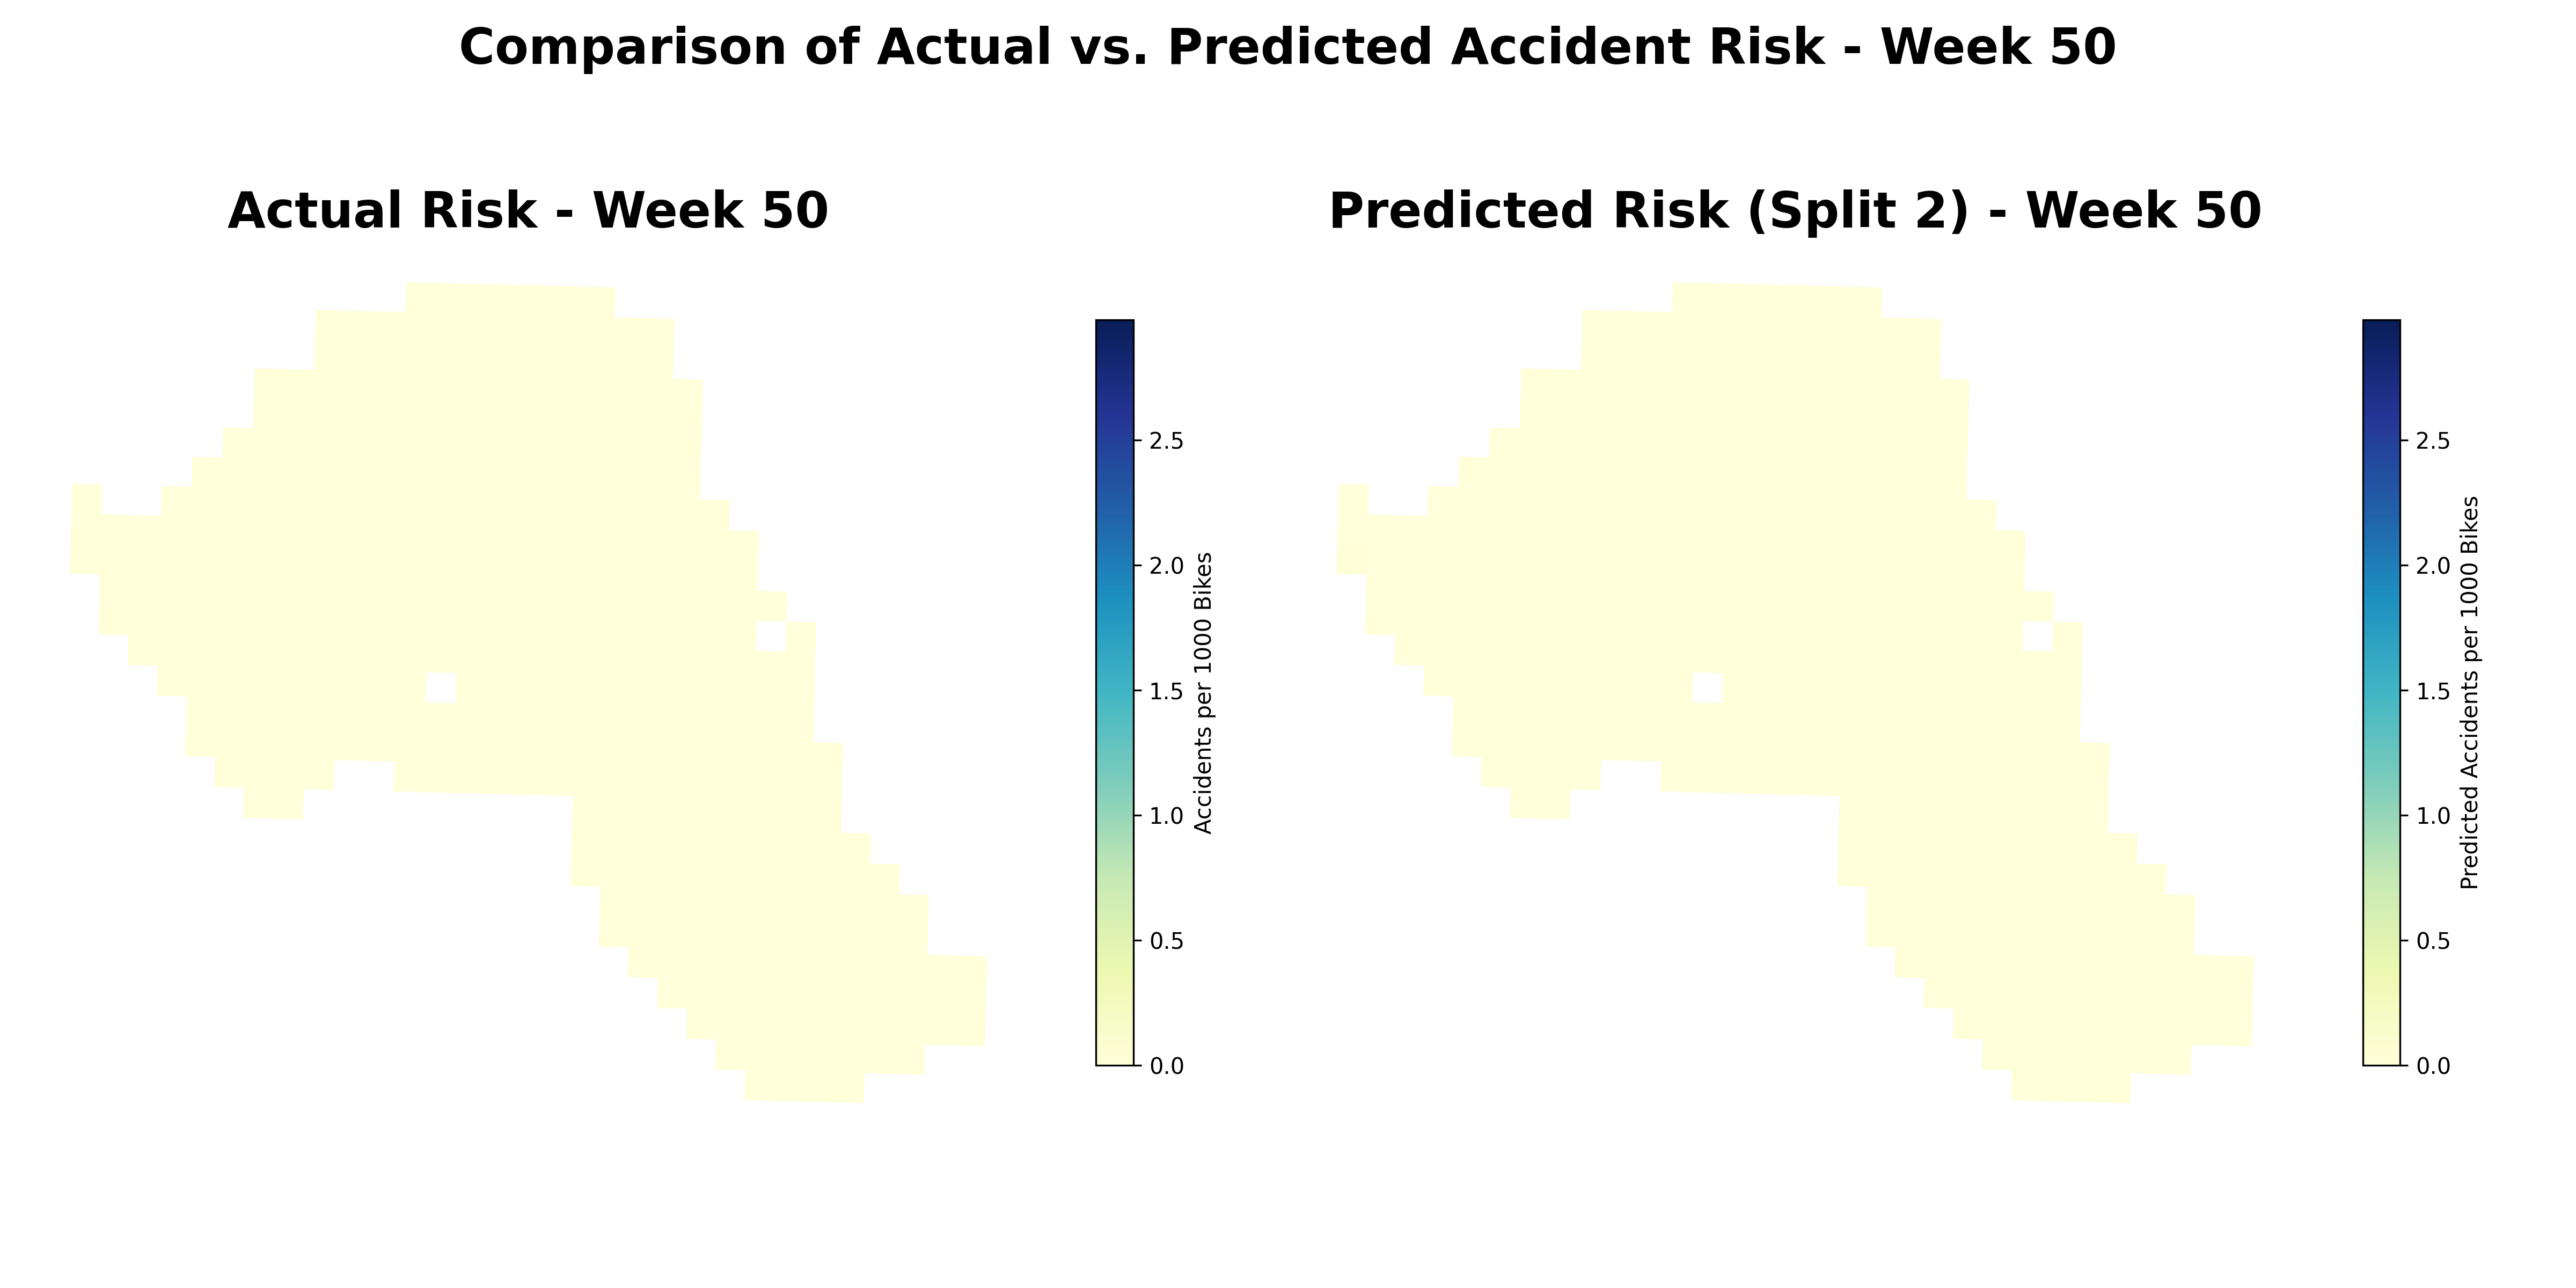 Comparison of Actual vs. Predicted Accident Risk - Week 50
Actual Risk - Week 50
2.5
2.0
1.5
1.0
0.5
0.0
Accidents per 1000 Bikes
Predicted Risk (Split 2) - Week 50
2.5
2.0
1.5
1.0
0.5
0.0
Predicted Accidents per 1000 Bikes